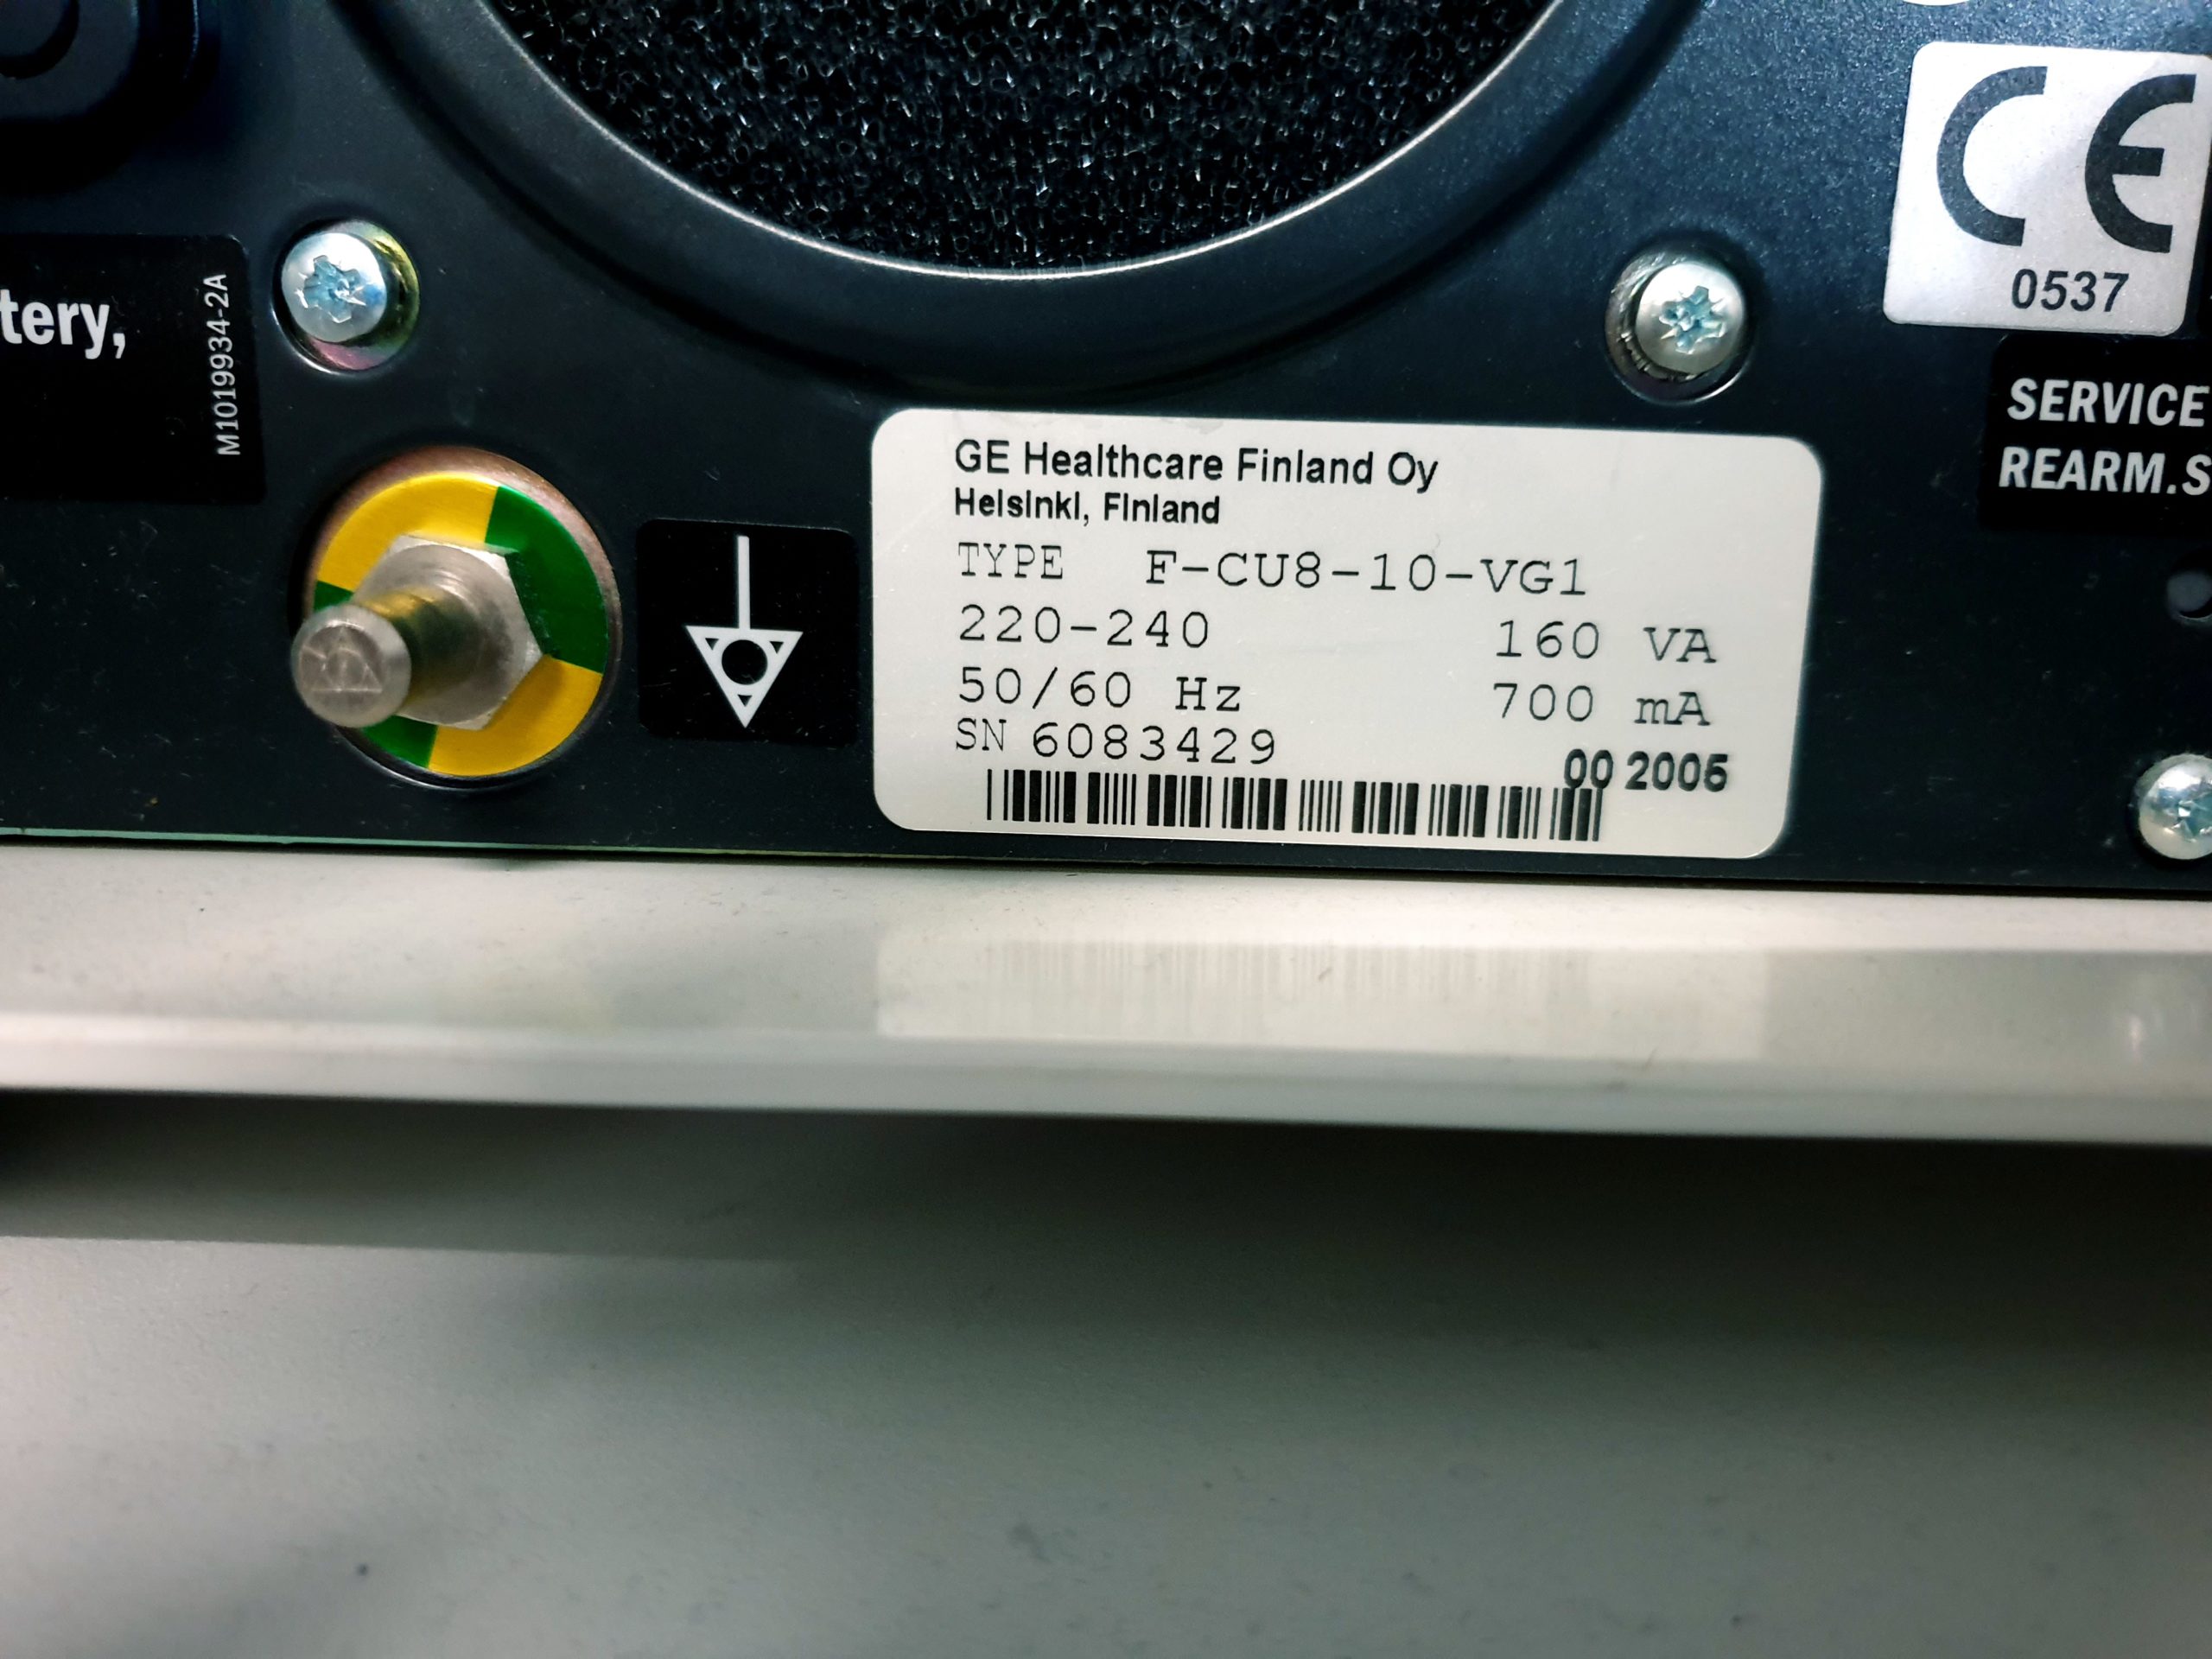 CE
0537
tery,
M1019934-2A
SERVICE
REARM.S
GE Healthcare Finland Oy
Helsinki, Finland
TYPE F-CU8-10-VG1
220-240 160 VA
50/60 Hz 700 mA
SN 6083429
00 2005